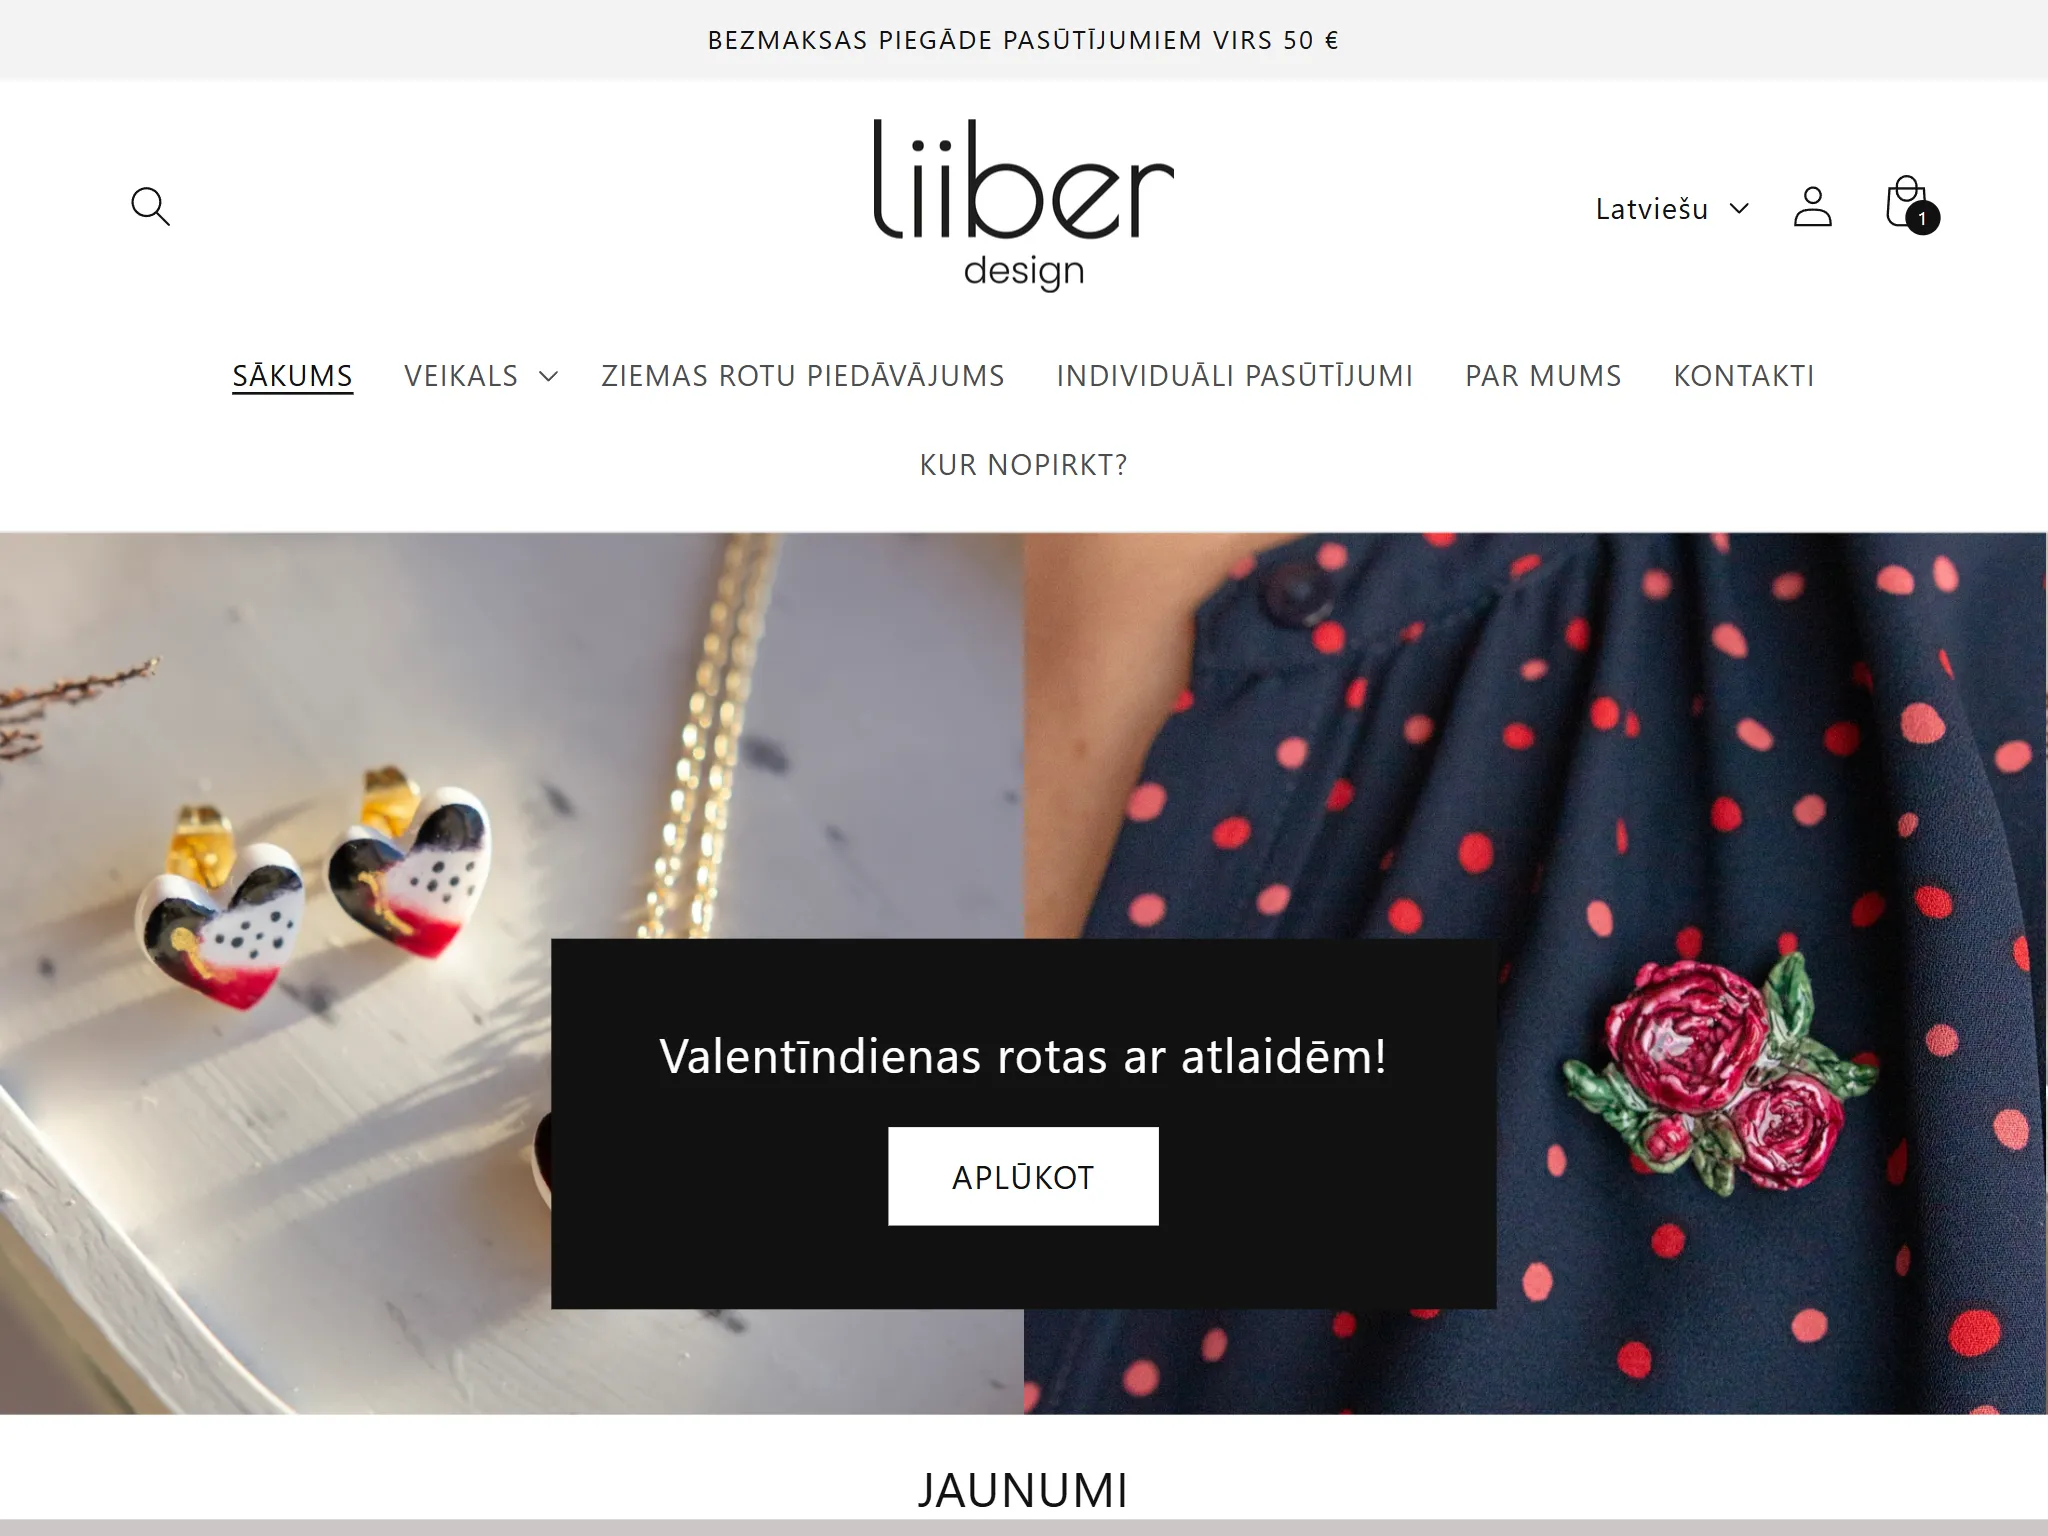 BEZMAKSAS PIEGĀDE PASŪTĪJUMIEM VIRS 50 €
liiber
design
Latviešu
1
SĀKUMS VEIKALS ZIEMAS ROTU PIEDĀVĀJUMS INDIVIDUĀLI PASŪTĪJUMI PAR MUMS KONTAKTI
KUR NOPIRKT?
Valentīndienas rotas ar atlaidēm!
APLŪKOT
JAUNUMI